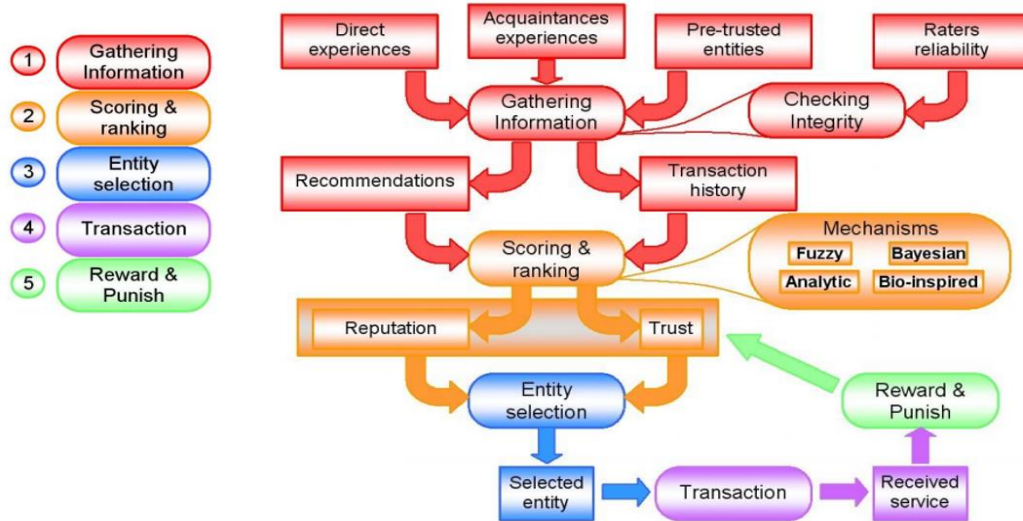 1
Gathering
Information
2
Scoring &
ranking
3
Entity
selection
4
Transaction
5
Reward &
Punish
Direct
experiences
Acquaintances
experiences
Pre-trusted
entities
Raters
reliability
Gathering
Information
Checking
Integrity
Recommendations
Transaction
history
Scoring &
ranking
Mechanisms
Fuzzy
Bayesian
Analytic
Bio-inspired
Reputation
Trust
Entity
selection
Reward &
Punish
Selected
entity
Transaction
Received
service